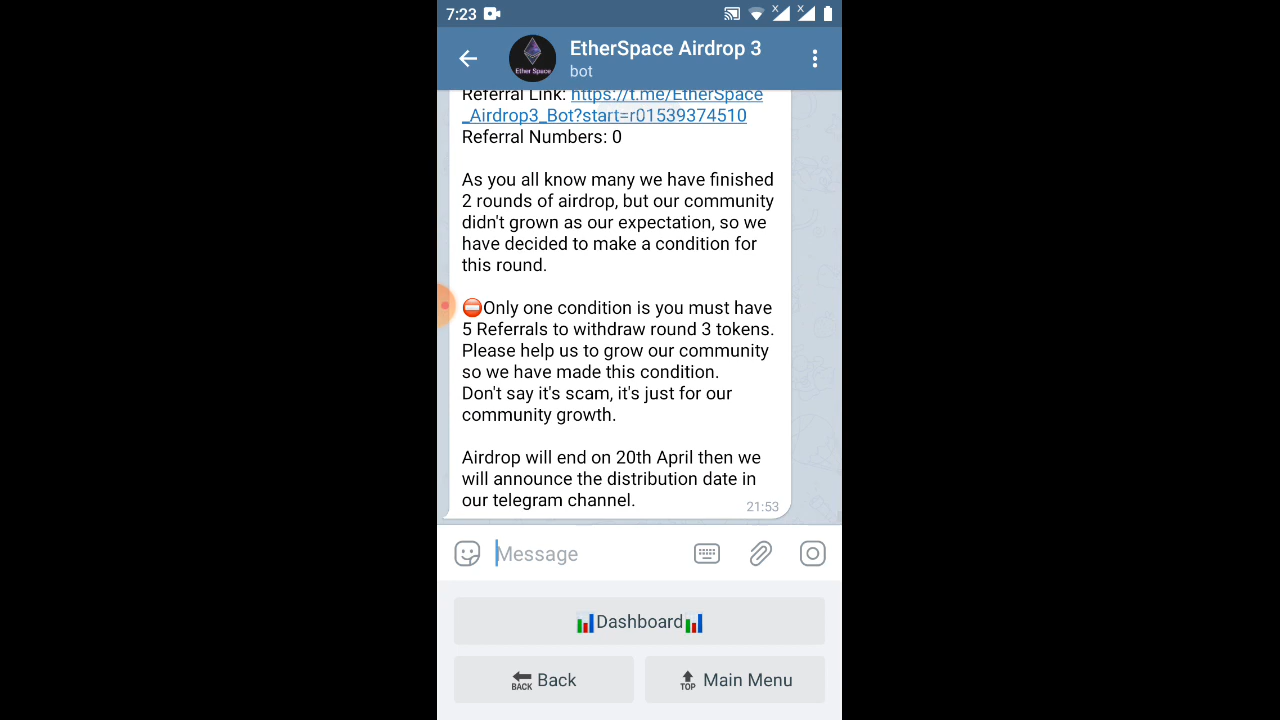 7:23
EtherSpace Airdrop 3
Ether Space
bot
Referral Link: https://t.me/EtherSpace
_Airdrop3_Bot?start=r01539374510
Referral Numbers: 0
As you all know many we have finished
2 rounds of airdrop, but our community
didn't grown as our expectation, so we
have decided to make a condition for
this round.
⛔Only one condition is you must have
5 Referrals to withdraw round 3 tokens.
Please help us to grow our community
so we have made this condition.
Don't say it's scam, it's just for our
community growth.
Airdrop will end on 20th April then we
will announce the distribution date in
our telegram channel.
21:53
Message
📊Dashboard📊
BACK Back
TOP Main Menu